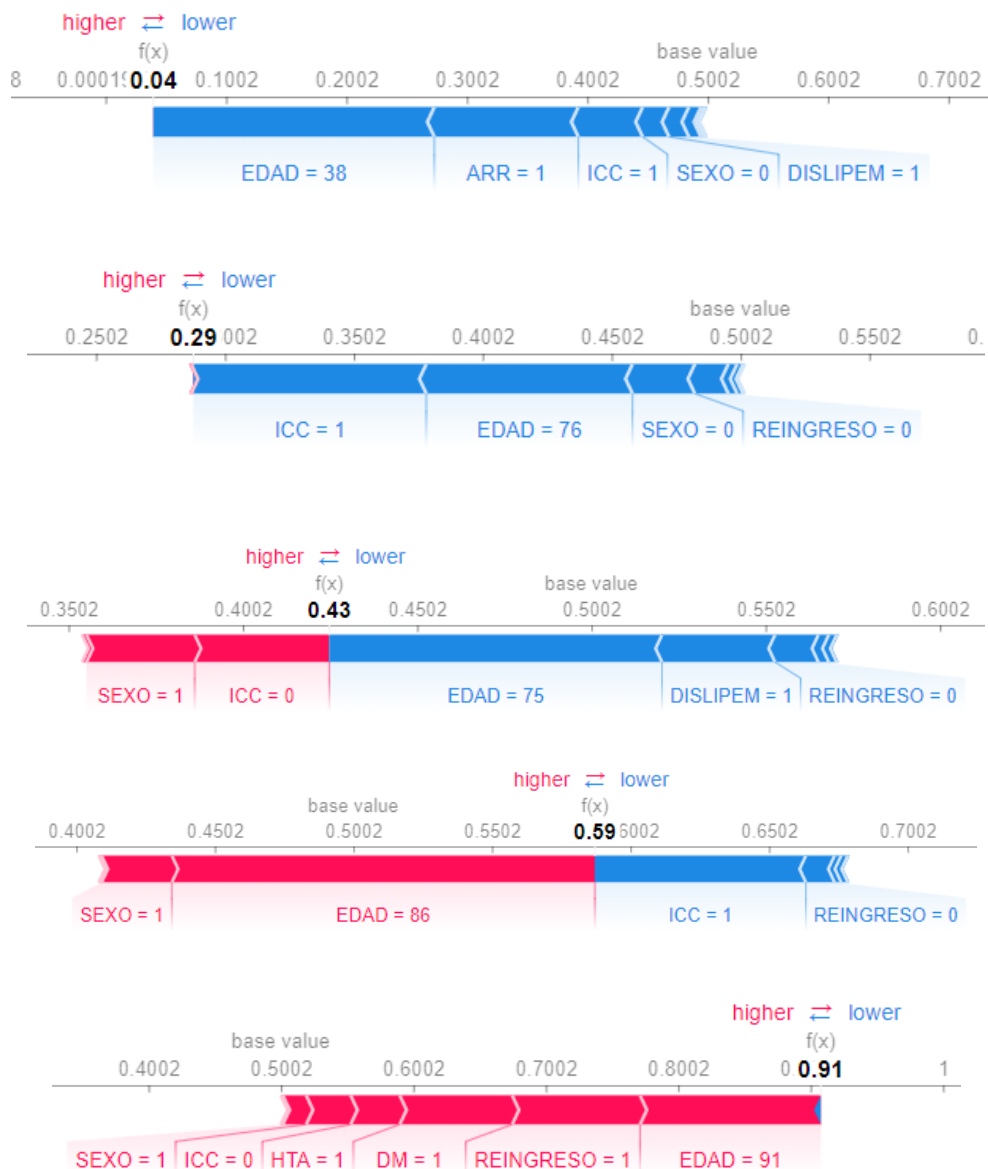 higher ⇄ lower
f(x) base value
8 0.00019 0.04 0.1002 0.2002 0.3002 0.4002 0.5002 0.6002 0.7002
EDAD = 38 ARR = 1 ICC = 1 SEXO = 0 DISLIPEM = 1
higher ⇄ lower
f(x) base value
0.2502 0.29 002 0.3502 0.4002 0.4502 0.5002 0.5502 0.
ICC = 1 EDAD = 76 SEXO = 0 REINGRESO = 0
higher ⇄ lower
f(x) base value
0.3502 0.4002 0.43 0.4502 0.5002 0.5502 0.6002
SEXO = 1 ICC = 0 EDAD = 75 DISLIPEM = 1 REINGRESO = 0
higher ⇄ lower
base value f(x)
0.4002 0.4502 0.5002 0.5502 0.59 6002 0.6502 0.7002
SEXO = 1 EDAD = 86 ICC = 1 REINGRESO = 0
higher ⇄ lower
base value f(x)
0.4002 0.5002 0.6002 0.7002 0.8002 0. 0.91 1
SEXO = 1 ICC = 0 HTA = 1 DM = 1 REINGRESO = 1 EDAD = 91